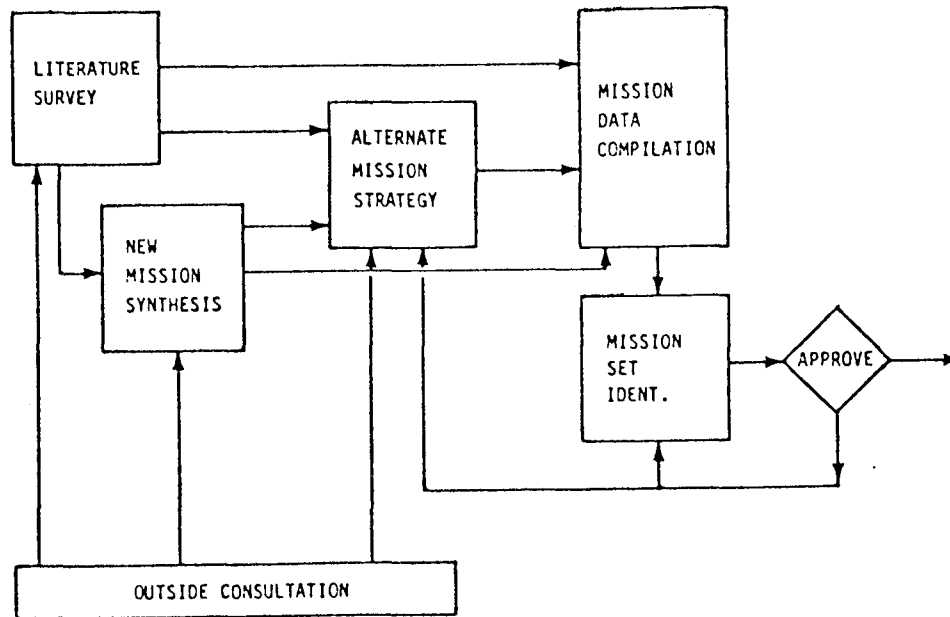 LITERATURE
SURVEY
ALTERNATE
MISSION
STRATEGY
MISSION
DATA
COMPILATION
NEW
MISSION
SYNTHESIS
MISSION
SET
IDENT.
APPROVE
OUTSIDE CONSULTATION